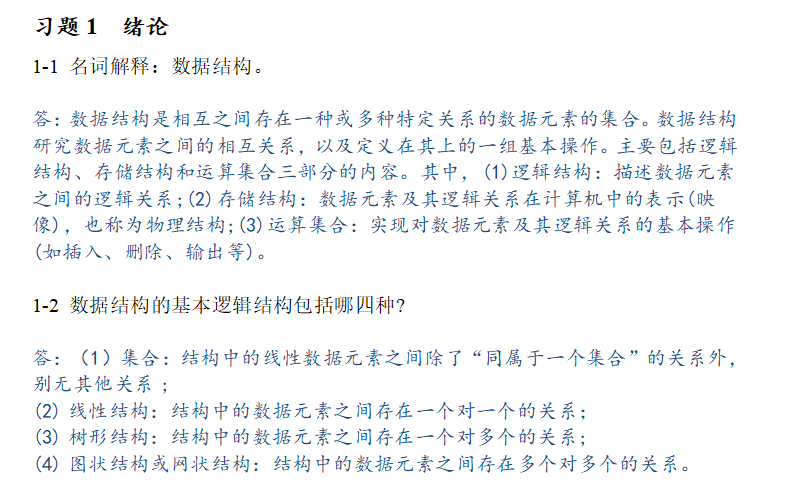 习题 1 绪论
1-1 名词解释：数据结构。
答：数据结构是相互之间存在一种或多种特定关系的数据元素的集合。数据结构
研究数据元素之间的相互关系，以及定义在其上的一组基本操作。主要包括逻辑
结构、存储结构和运算集合三部分的内容。其中，(1)逻辑结构：描述数据元素
之间的逻辑关系;(2)存储结构：数据元素及其逻辑关系在计算机中的表示(映
像)，也称为物理结构;(3)运算集合：实现对数据元素及其逻辑关系的基本操作
(如插入、删除、输出等)。
1-2 数据结构的基本逻辑结构包括哪四种?
答：（1）集合：结构中的线性数据元素之间除了“同属于一个集合”的关系外，
别无其他关系；
(2) 线性结构：结构中的数据元素之间存在一个对一个的关系；
(3) 树形结构：结构中的数据元素之间存在一个对多个的关系；
(4) 图状结构或网状结构：结构中的数据元素之间存在多个对多个的关系。